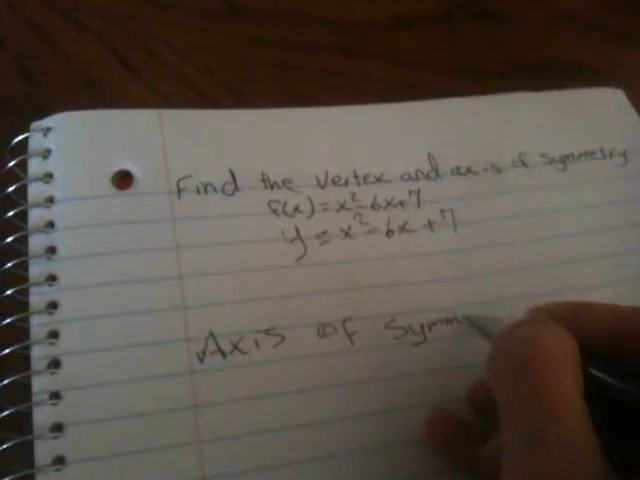 Find the Vertex and axis of symmetry
f(x) = x²-6x+7
y = x²-6x+7
Axis of Symm